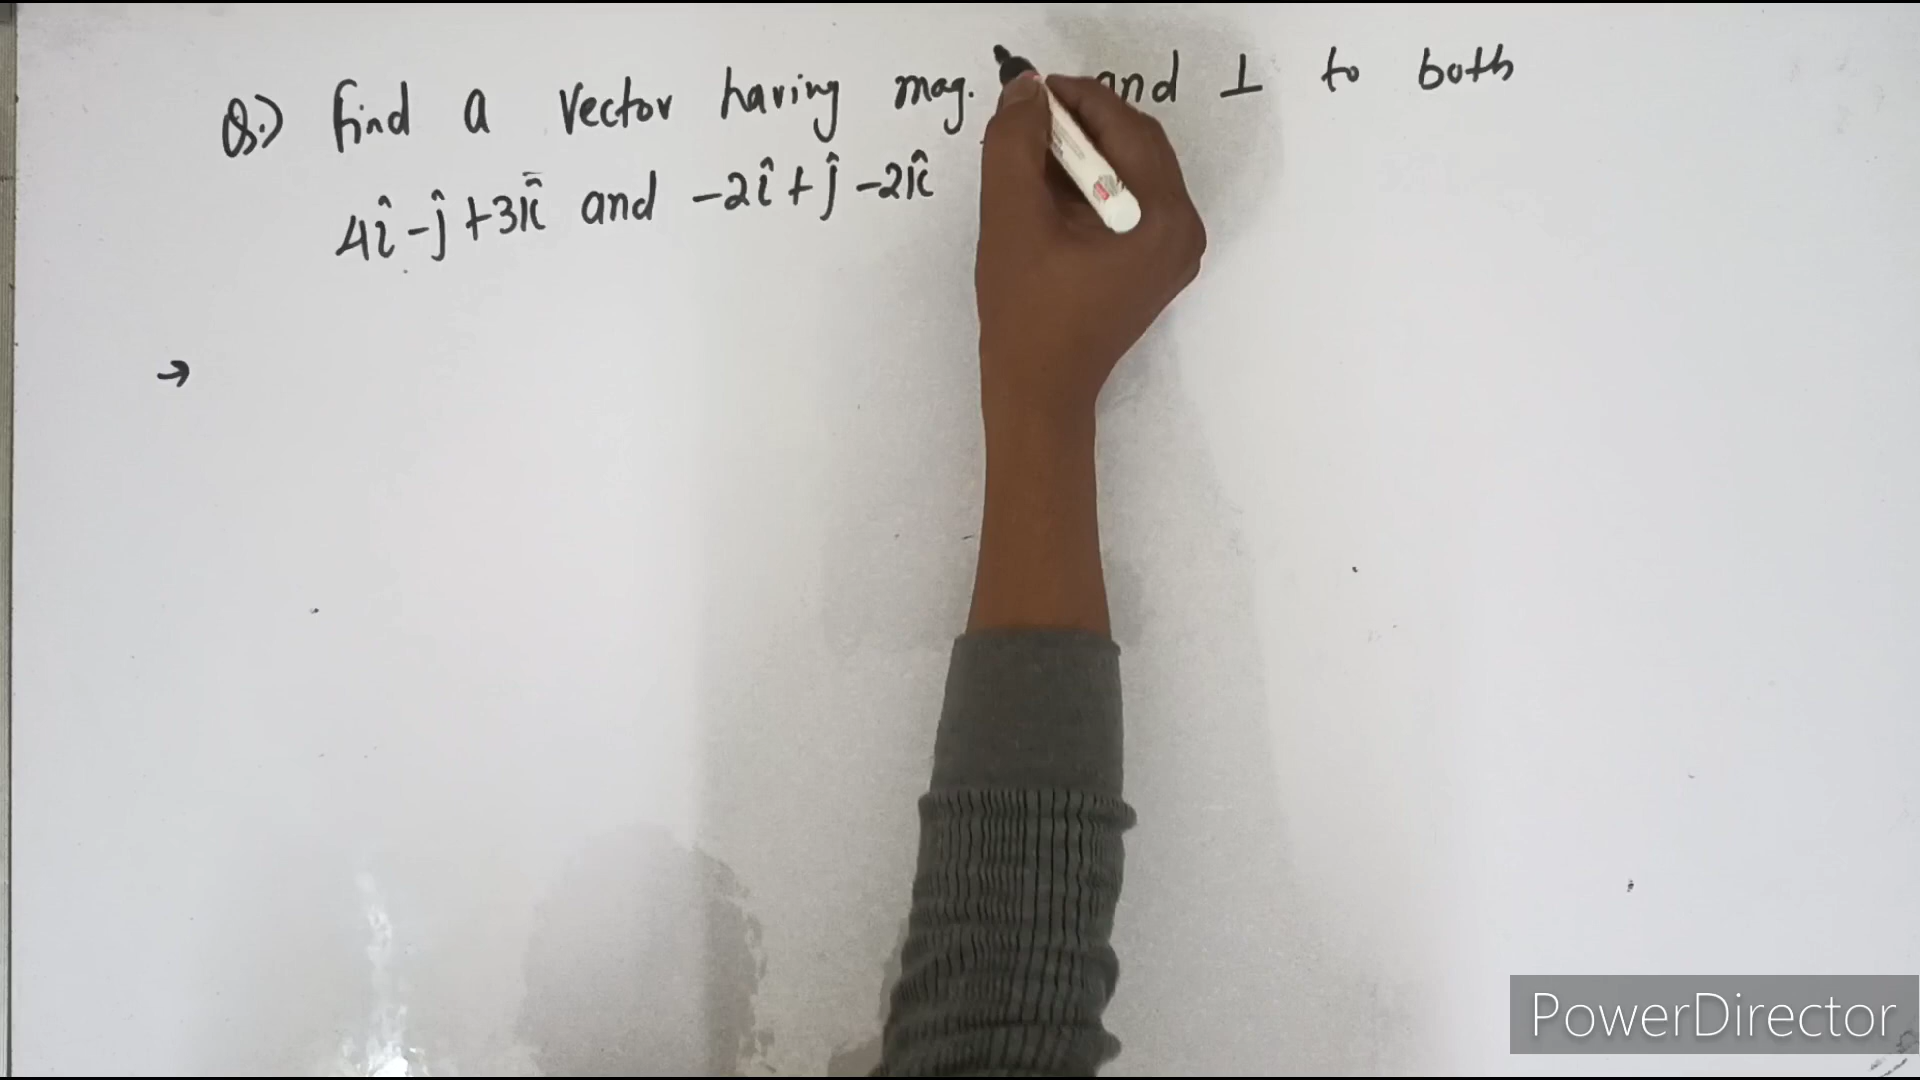 Q.) find a vector having mag. and ⊥ to both
4î - ĵ + 3k̂ and -2î + ĵ - 2k̂
→
PowerDirector